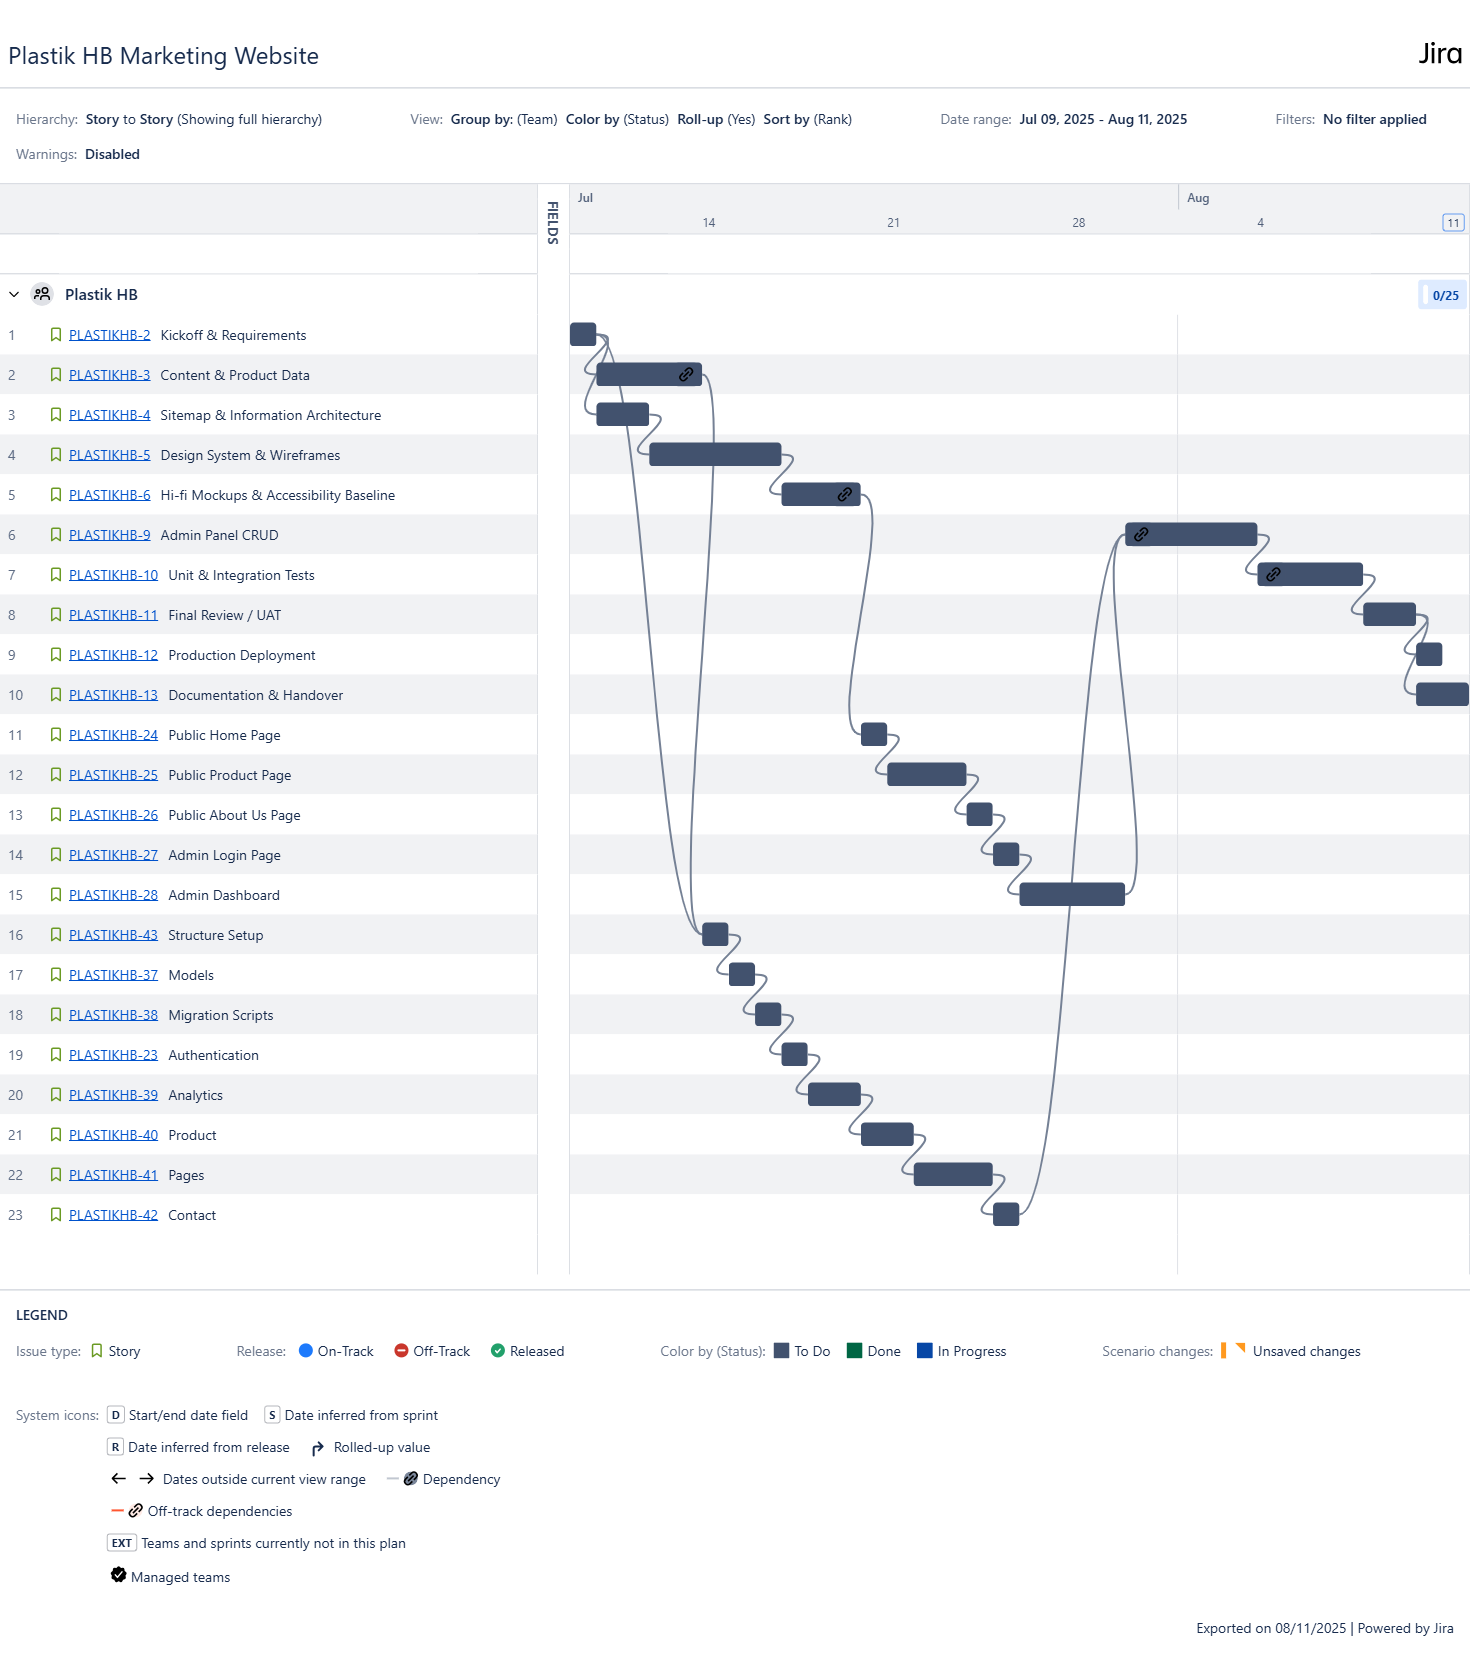 Plastik HB Marketing Website
Jira
Hierarchy: Story to Story (Showing full hierarchy) View: Group by: (Team) Color by (Status) Roll-up (Yes) Sort by (Rank) Date range: Jul 09, 2025 - Aug 11, 2025 Filters: No filter applied
Warnings: Disabled
FIELDS
Jul Aug
14 21 28 4 11
Plastik HB 0/25
1 PLASTIKHB-2 Kickoff & Requirements
2 PLASTIKHB-3 Content & Product Data
3 PLASTIKHB-4 Sitemap & Information Architecture
4 PLASTIKHB-5 Design System & Wireframes
5 PLASTIKHB-6 Hi-fi Mockups & Accessibility Baseline
6 PLASTIKHB-9 Admin Panel CRUD
7 PLASTIKHB-10 Unit & Integration Tests
8 PLASTIKHB-11 Final Review / UAT
9 PLASTIKHB-12 Production Deployment
10 PLASTIKHB-13 Documentation & Handover
11 PLASTIKHB-24 Public Home Page
12 PLASTIKHB-25 Public Product Page
13 PLASTIKHB-26 Public About Us Page
14 PLASTIKHB-27 Admin Login Page
15 PLASTIKHB-28 Admin Dashboard
16 PLASTIKHB-43 Structure Setup
17 PLASTIKHB-37 Models
18 PLASTIKHB-38 Migration Scripts
19 PLASTIKHB-23 Authentication
20 PLASTIKHB-39 Analytics
21 PLASTIKHB-40 Product
22 PLASTIKHB-41 Pages
23 PLASTIKHB-42 Contact
LEGEND
Issue type: Story Release: On-Track Off-Track Released Color by (Status): To Do Done In Progress Scenario changes: Unsaved changes
System icons: D Start/end date field S Date inferred from sprint
R Date inferred from release Rolled-up value
Dates outside current view range Dependency
Off-track dependencies
EXT Teams and sprints currently not in this plan
Managed teams
Exported on 08/11/2025 | Powered by Jira